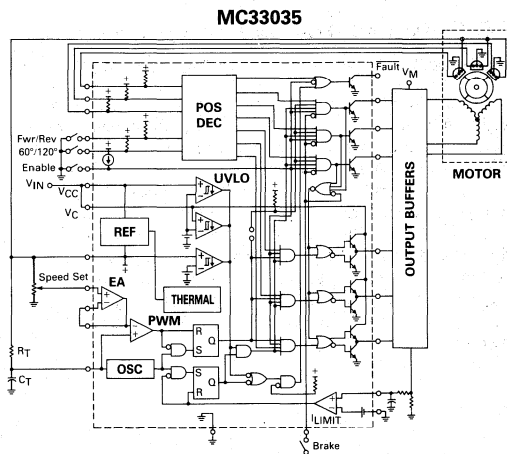 MC33035
Fault
VM
POS
DEC
Fwr/Rev
60°/120°
Enable
VIN
VCC
VC
UVLO
REF
MOTOR
OUTPUT BUFFERS
Speed Set
EA
THERMAL
PWM
R
S
Q
RT
OSC
CT
S
R
Q
ILIMIT
Brake